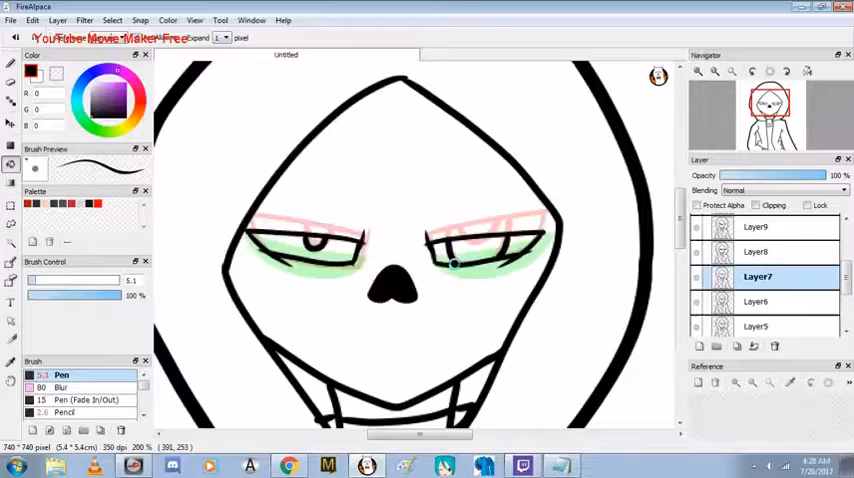 FireAlpaca
File Edit Layer Filter Select Snap Color View Tool Window Help
YouTube Movie Maker Free
Expand 1 pixel
Color
Untitled
Navigator
R 0
G 0
B 0
Brush Preview
Layer
Opacity 100 %
Blending Normal
Protect Alpha Clipping Lock
Palette
Layer9
Layer8
Layer7
Layer6
Layer5
---
Brush Control
5.1
100 %
Reference
Brush
5.1 Pen
80 Blur
15 Pen (Fade In/Out)
2.6 Pencil
740 * 740 pixel (5.4 * 5.4cm) 350 dpi 200 % (391, 253)
4:28 AM
7/20/2017